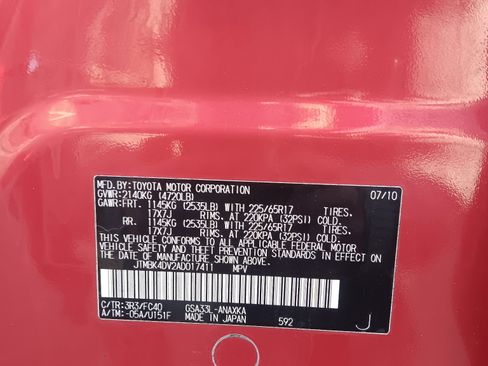 MFD.BY:TOYOTA MOTOR CORPORATION 07/10
GVWR:2140KG (4720LB)
GAWR:FRT. 1145KG (2535LB) WITH 225/65R17
17X7J RIMS, AT 220KPA (32PSI) COLD TIRES.
RR. 1145KG (2535LB) WITH 225/65R17
17X7J RIMS, AT 220KPA (32PSI) COLD TIRES.
THIS VEHICLE CONFORMS TO ALL APPLICABLE FEDERAL MOTOR
VEHICLE SAFETY AND BUMPER STANDARDS IN EFFECT ON THE
DATE OF MANUFACTURE SHOWN ABOVE.
JTMBK4DV2AD017411 MPV
C/TR:3R3/FC40 GSA33L-ANAXKA
A/TM:-05A/U151F MADE IN JAPAN 592 J